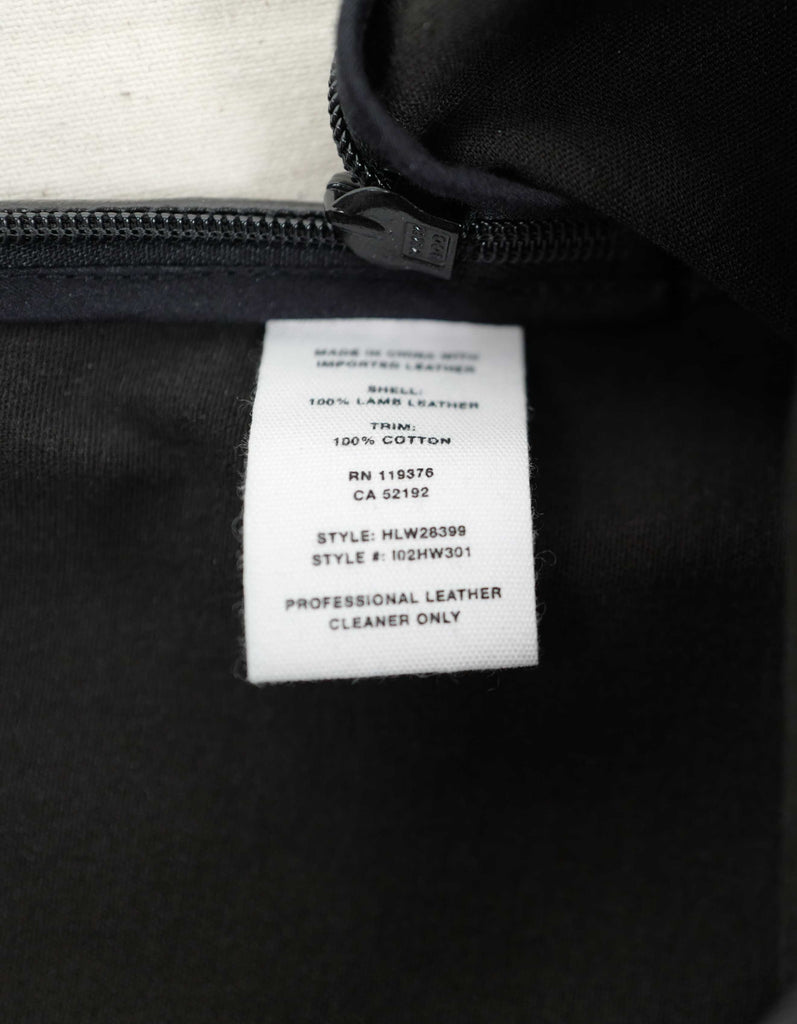 MADE IN CHINA WITH
IMPORTED LEATHER
SHELL:
100% LAMB LEATHER
TRIM:
100% COTTON
RN 119376
CA 52192
STYLE: HLW28399
STYLE #: I02HW301
PROFESSIONAL LEATHER
CLEANER ONLY